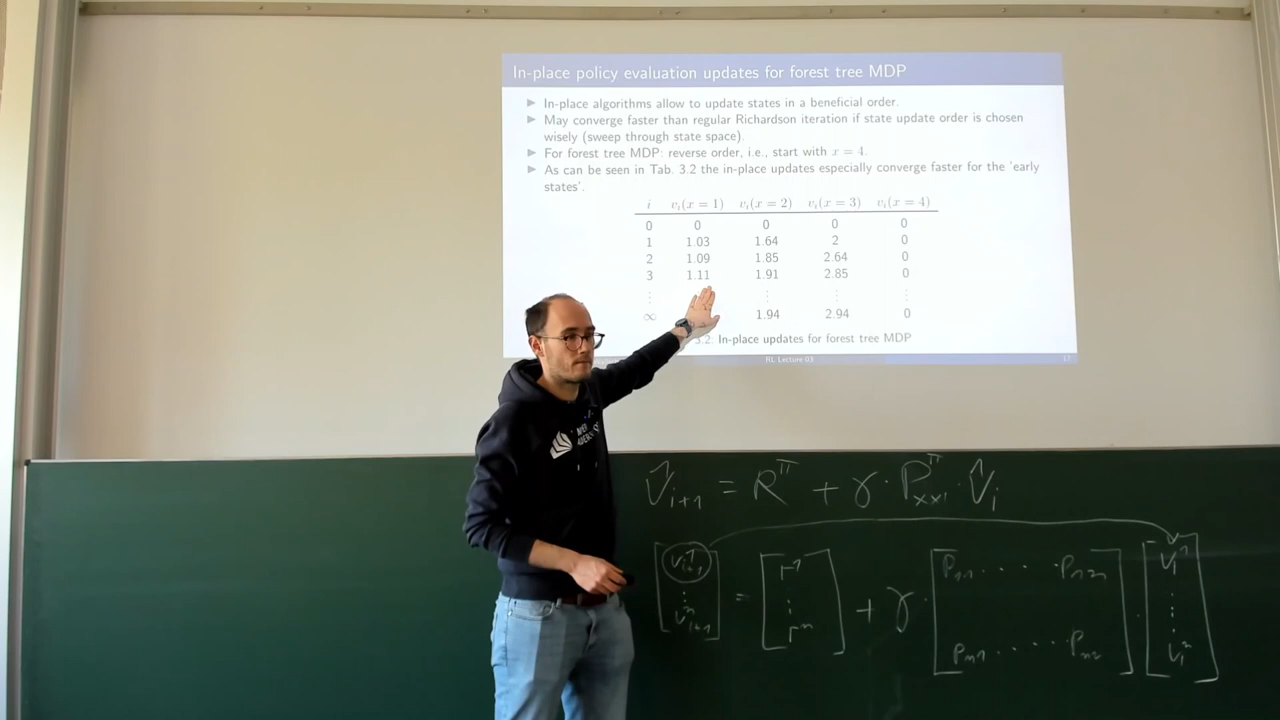 In-place policy evaluation updates for forest tree MDP
▶ In-place algorithms allow to update states in a beneficial order.
▶ May converge faster than regular Richardson iteration if state update order is chosen
wisely (sweep through state space).
▶ For forest tree MDP: reverse order, i.e., start with x = 4.
▶ As can be seen in Tab. 3.2 the in-place updates especially converge faster for the 'early
states'.
i v_i(x = 1) v_i(x = 2) v_i(x = 3) v_i(x = 4)
0 0 0 0 0
1 1.03 1.64 2 0
2 1.09 1.85 2.64 0
3 1.11 1.91 2.85 0
⋮ ⋮ ⋮ ⋮
∞ 1.94 2.94 0
3.2: In-place updates for forest tree MDP
RL Lecture 03
V̂_{i+1} = R^π + γ · P^π_{xx'} · V̂_i